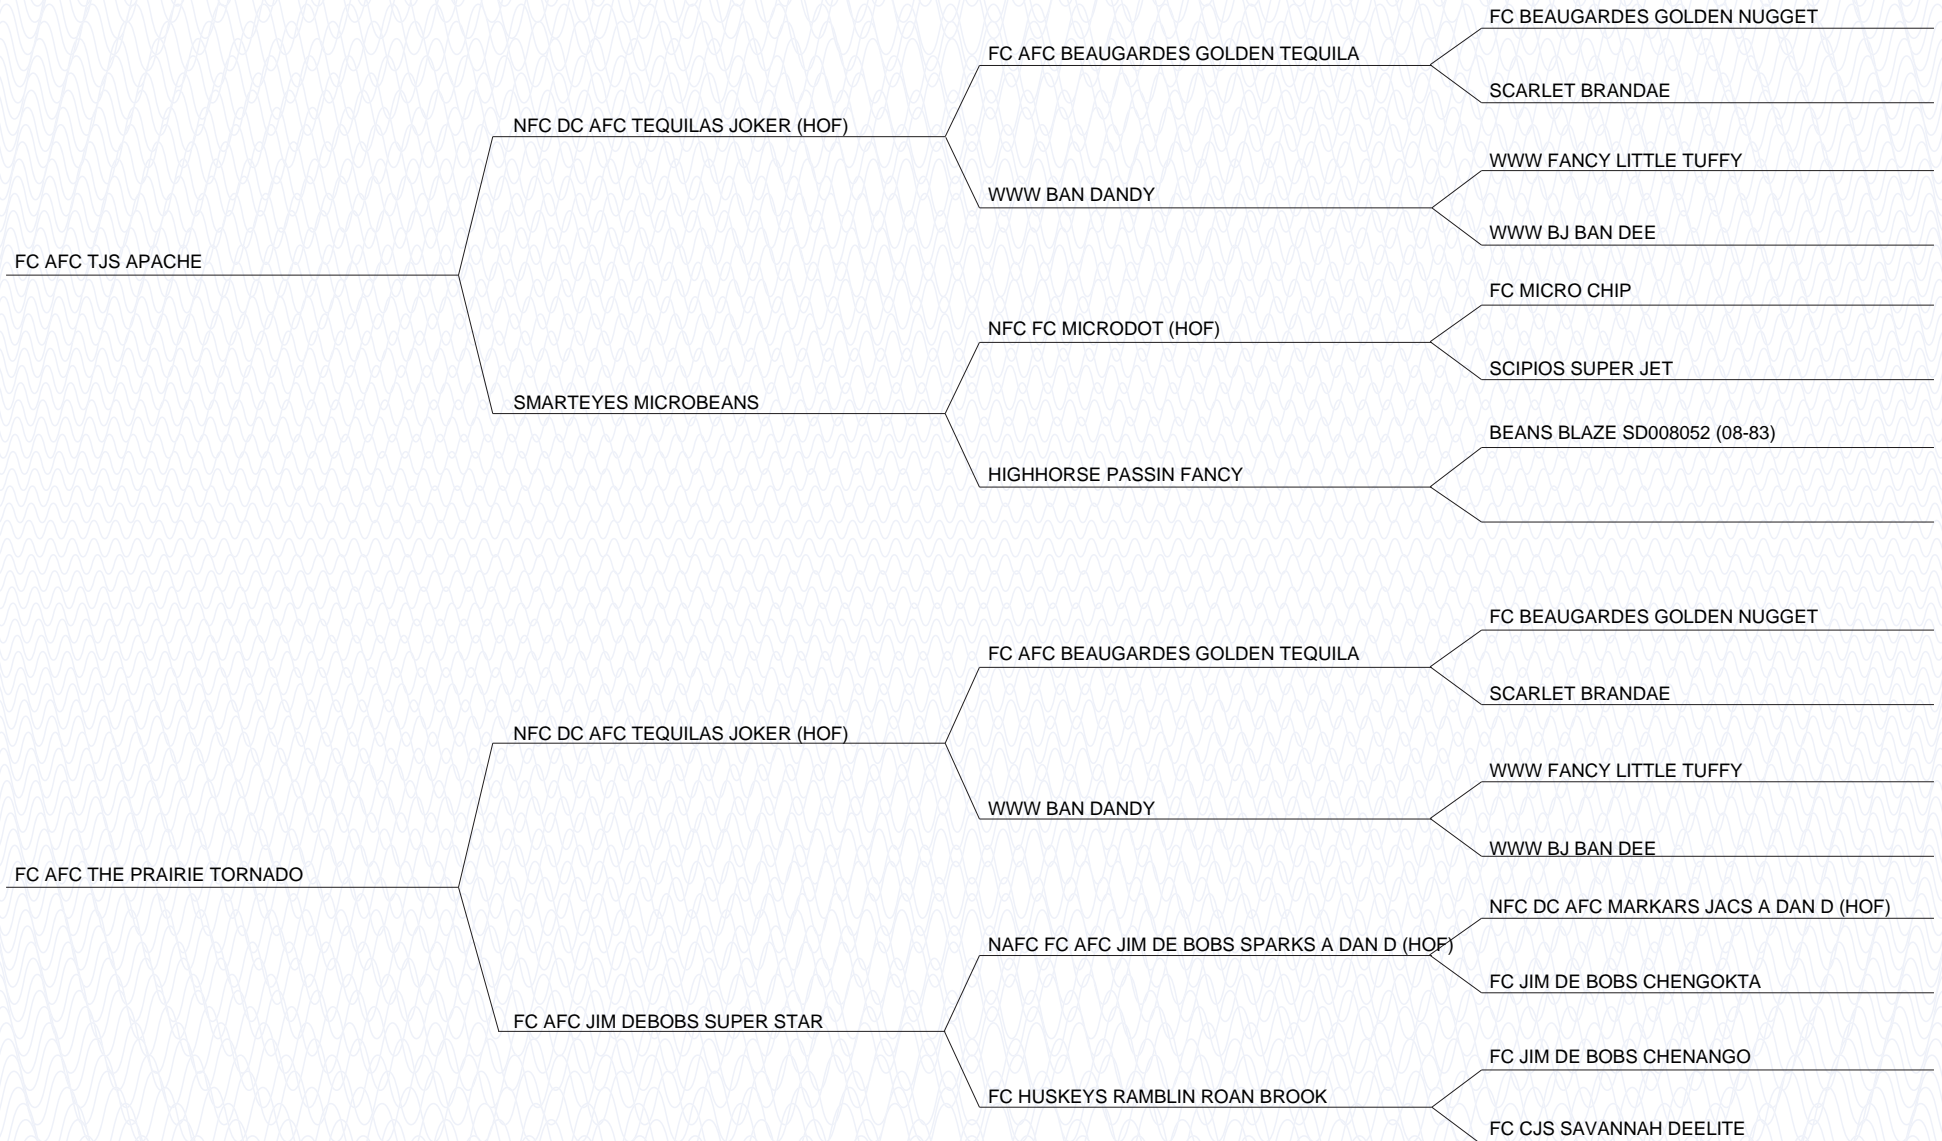 FC BEAUGARDES GOLDEN NUGGET
FC AFC BEAUGARDES GOLDEN TEQUILA
SCARLET BRANDAE
NFC DC AFC TEQUILAS JOKER (HOF)
WWW FANCY LITTLE TUFFY
WWW BAN DANDY
WWW BJ BAN DEE
FC AFC TJS APACHE
FC MICRO CHIP
NFC FC MICRODOT (HOF)
SCIPIOS SUPER JET
SMARTEYES MICROBEANS
BEANS BLAZE SD008052 (08-83)
HIGHHORSE PASSIN FANCY
FC BEAUGARDES GOLDEN NUGGET
FC AFC BEAUGARDES GOLDEN TEQUILA
SCARLET BRANDAE
NFC DC AFC TEQUILAS JOKER (HOF)
WWW FANCY LITTLE TUFFY
WWW BAN DANDY
WWW BJ BAN DEE
FC AFC THE PRAIRIE TORNADO
NFC DC AFC MARKARS JACS A DAN D (HOF)
NAFC FC AFC JIM DE BOBS SPARKS A DAN D (HOF)
FC JIM DE BOBS CHENGOKTA
FC AFC JIM DEBOBS SUPER STAR
FC JIM DE BOBS CHENANGO
FC HUSKEYS RAMBLIN ROAN BROOK
FC CJS SAVANNAH DEELITE